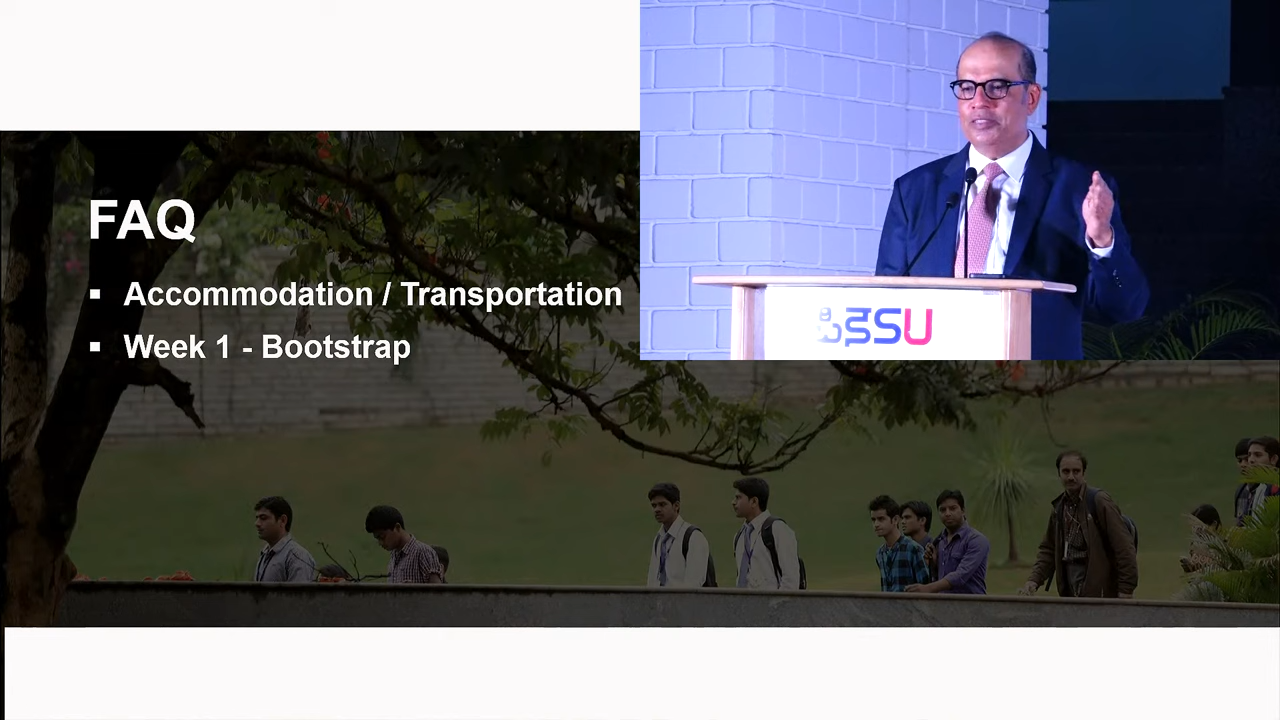 FAQ
▪ Accommodation / Transportation
▪ Week 1 - Bootstrap